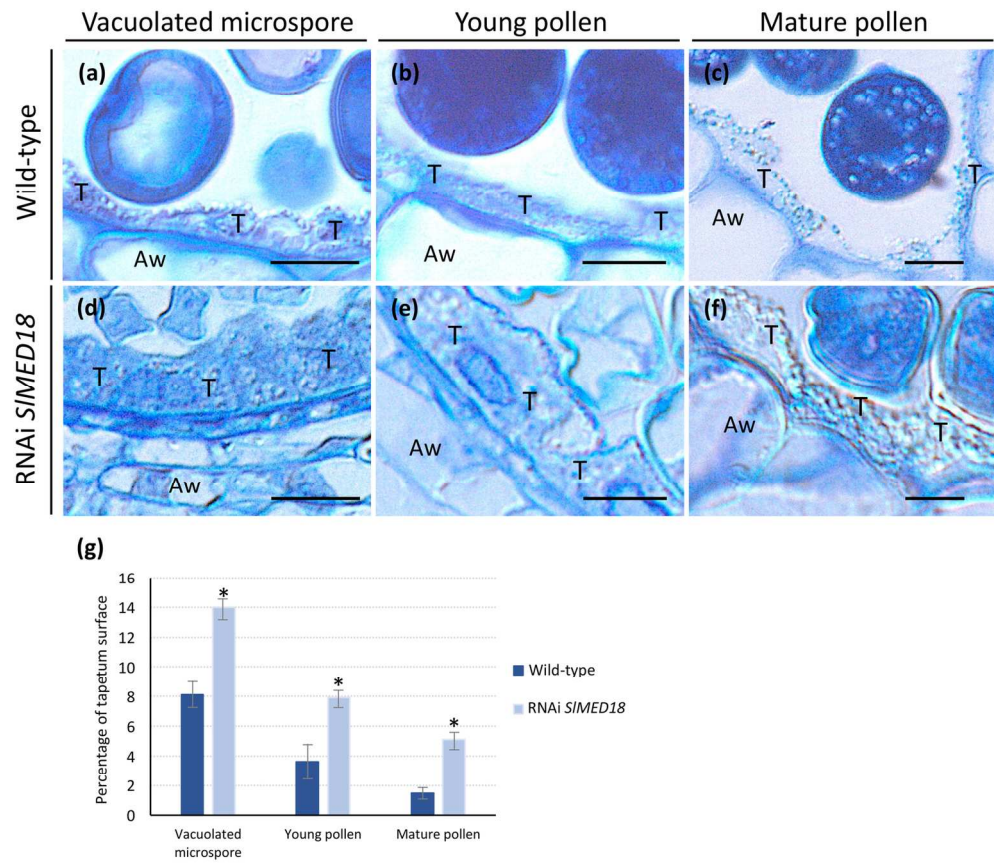 Vacuolated microspore
Young pollen
Mature pollen
Wild-type
(a)
T
T
T
Aw
(b)
T
T
T
Aw
(c)
T
T
Aw
RNAi SlMED18
(d)
T
T
T
Aw
(e)
T
T
T
Aw
(f)
T
T
T
Aw
(g)
Percentage of tapetum surface
16
14
12
10
8
6
4
2
0
*
*
*
Vacuolated
microspore
Young pollen
Mature pollen
Wild-type
RNAi SlMED18